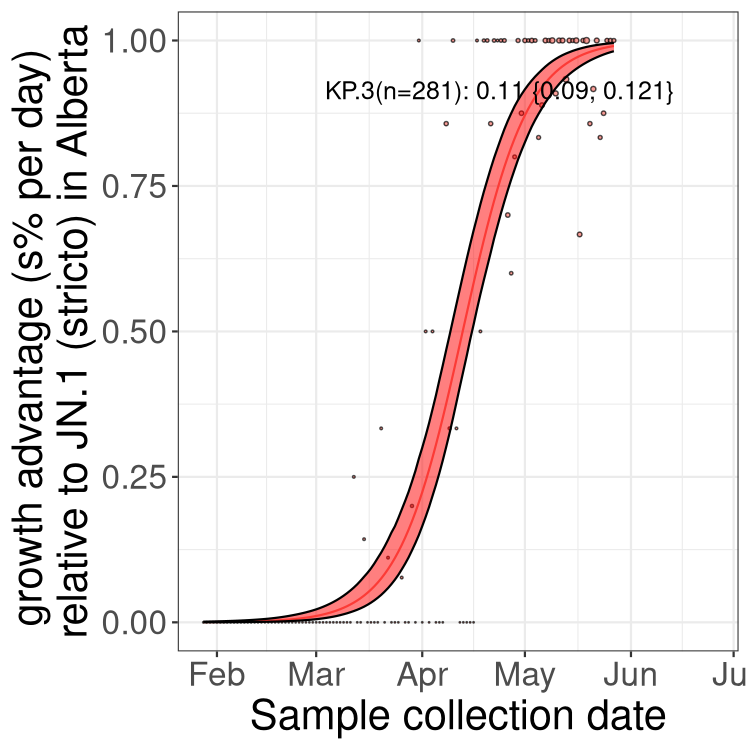 growth advantage (s% per day)
relative to JN.1 (stricto) in Alberta
1.00
0.75
0.50
0.25
0.00
KP.3(n=281): 0.11 {0.09, 0.121}
Feb Mar Apr May Jun Ju
Sample collection date